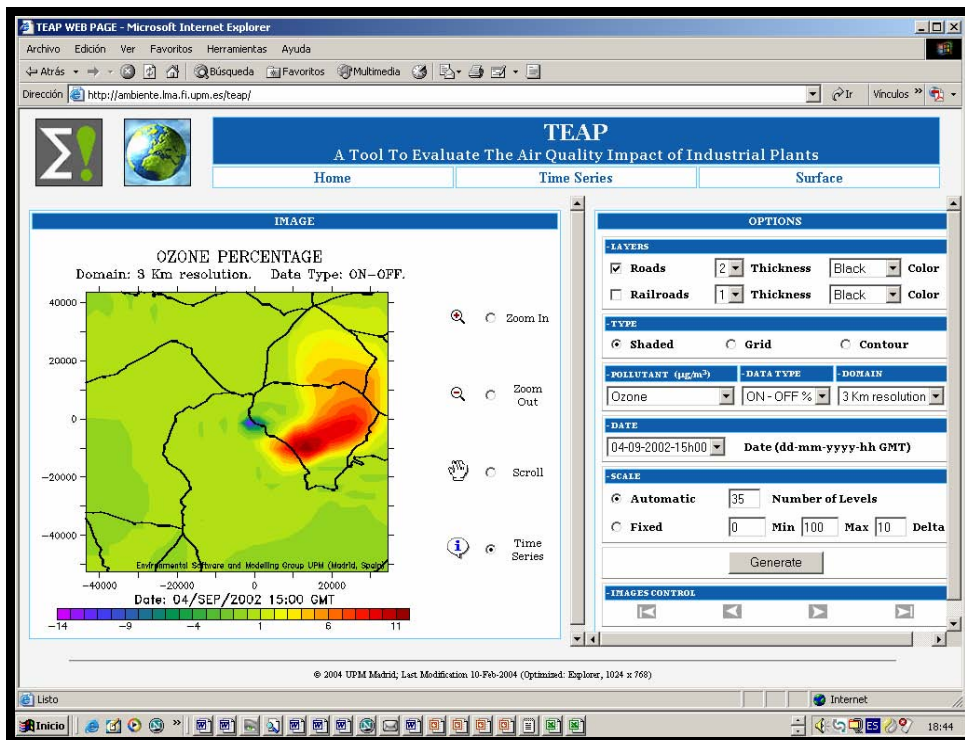 TEAP WEB PAGE - Microsoft Internet Explorer
Archivo Edición Ver Favoritos Herramientas Ayuda
Atrás Búsqueda Favoritos Multimedia
Dirección http://ambiente.lma.fi.upm.es/teap/ Ir Vínculos »
TEAP
A Tool To Evaluate The Air Quality Impact of Industrial Plants
Home Time Series Surface
IMAGE
OZONE PERCENTAGE
Domain: 3 Km resolution. Data Type: ON-OFF.
40000
20000
0
-20000
-40000
Environmental Software and Modelling Group UPM (Madrid, Spain)
-40000 -20000 0 20000
Date: 04/SEP/2002 15:00 GMT
-14 -9 -4 1 6 11
Zoom In
Zoom
Out
Scroll
Time
Series
OPTIONS
-LAYERS
Roads 2 Thickness Black Color
Railroads 1 Thickness Black Color
-TYPE
Shaded Grid Contour
-POLLUTANT (µg/m³) -DATA TYPE -DOMAIN
Ozone ON - OFF % 3 Km resolution
-DATE
04-09-2002-15h00 Date (dd-mm-yyyy-hh GMT)
-SCALE
Automatic 35 Number of Levels
Fixed 0 Min 100 Max 10 Delta
Generate
-IMAGES CONTROL
© 2004 UPM Madrid; Last Modification 10-Feb-2004 (Optimized: Explorer, 1024 x 768)
Listo Internet
Inicio » ES 18:44